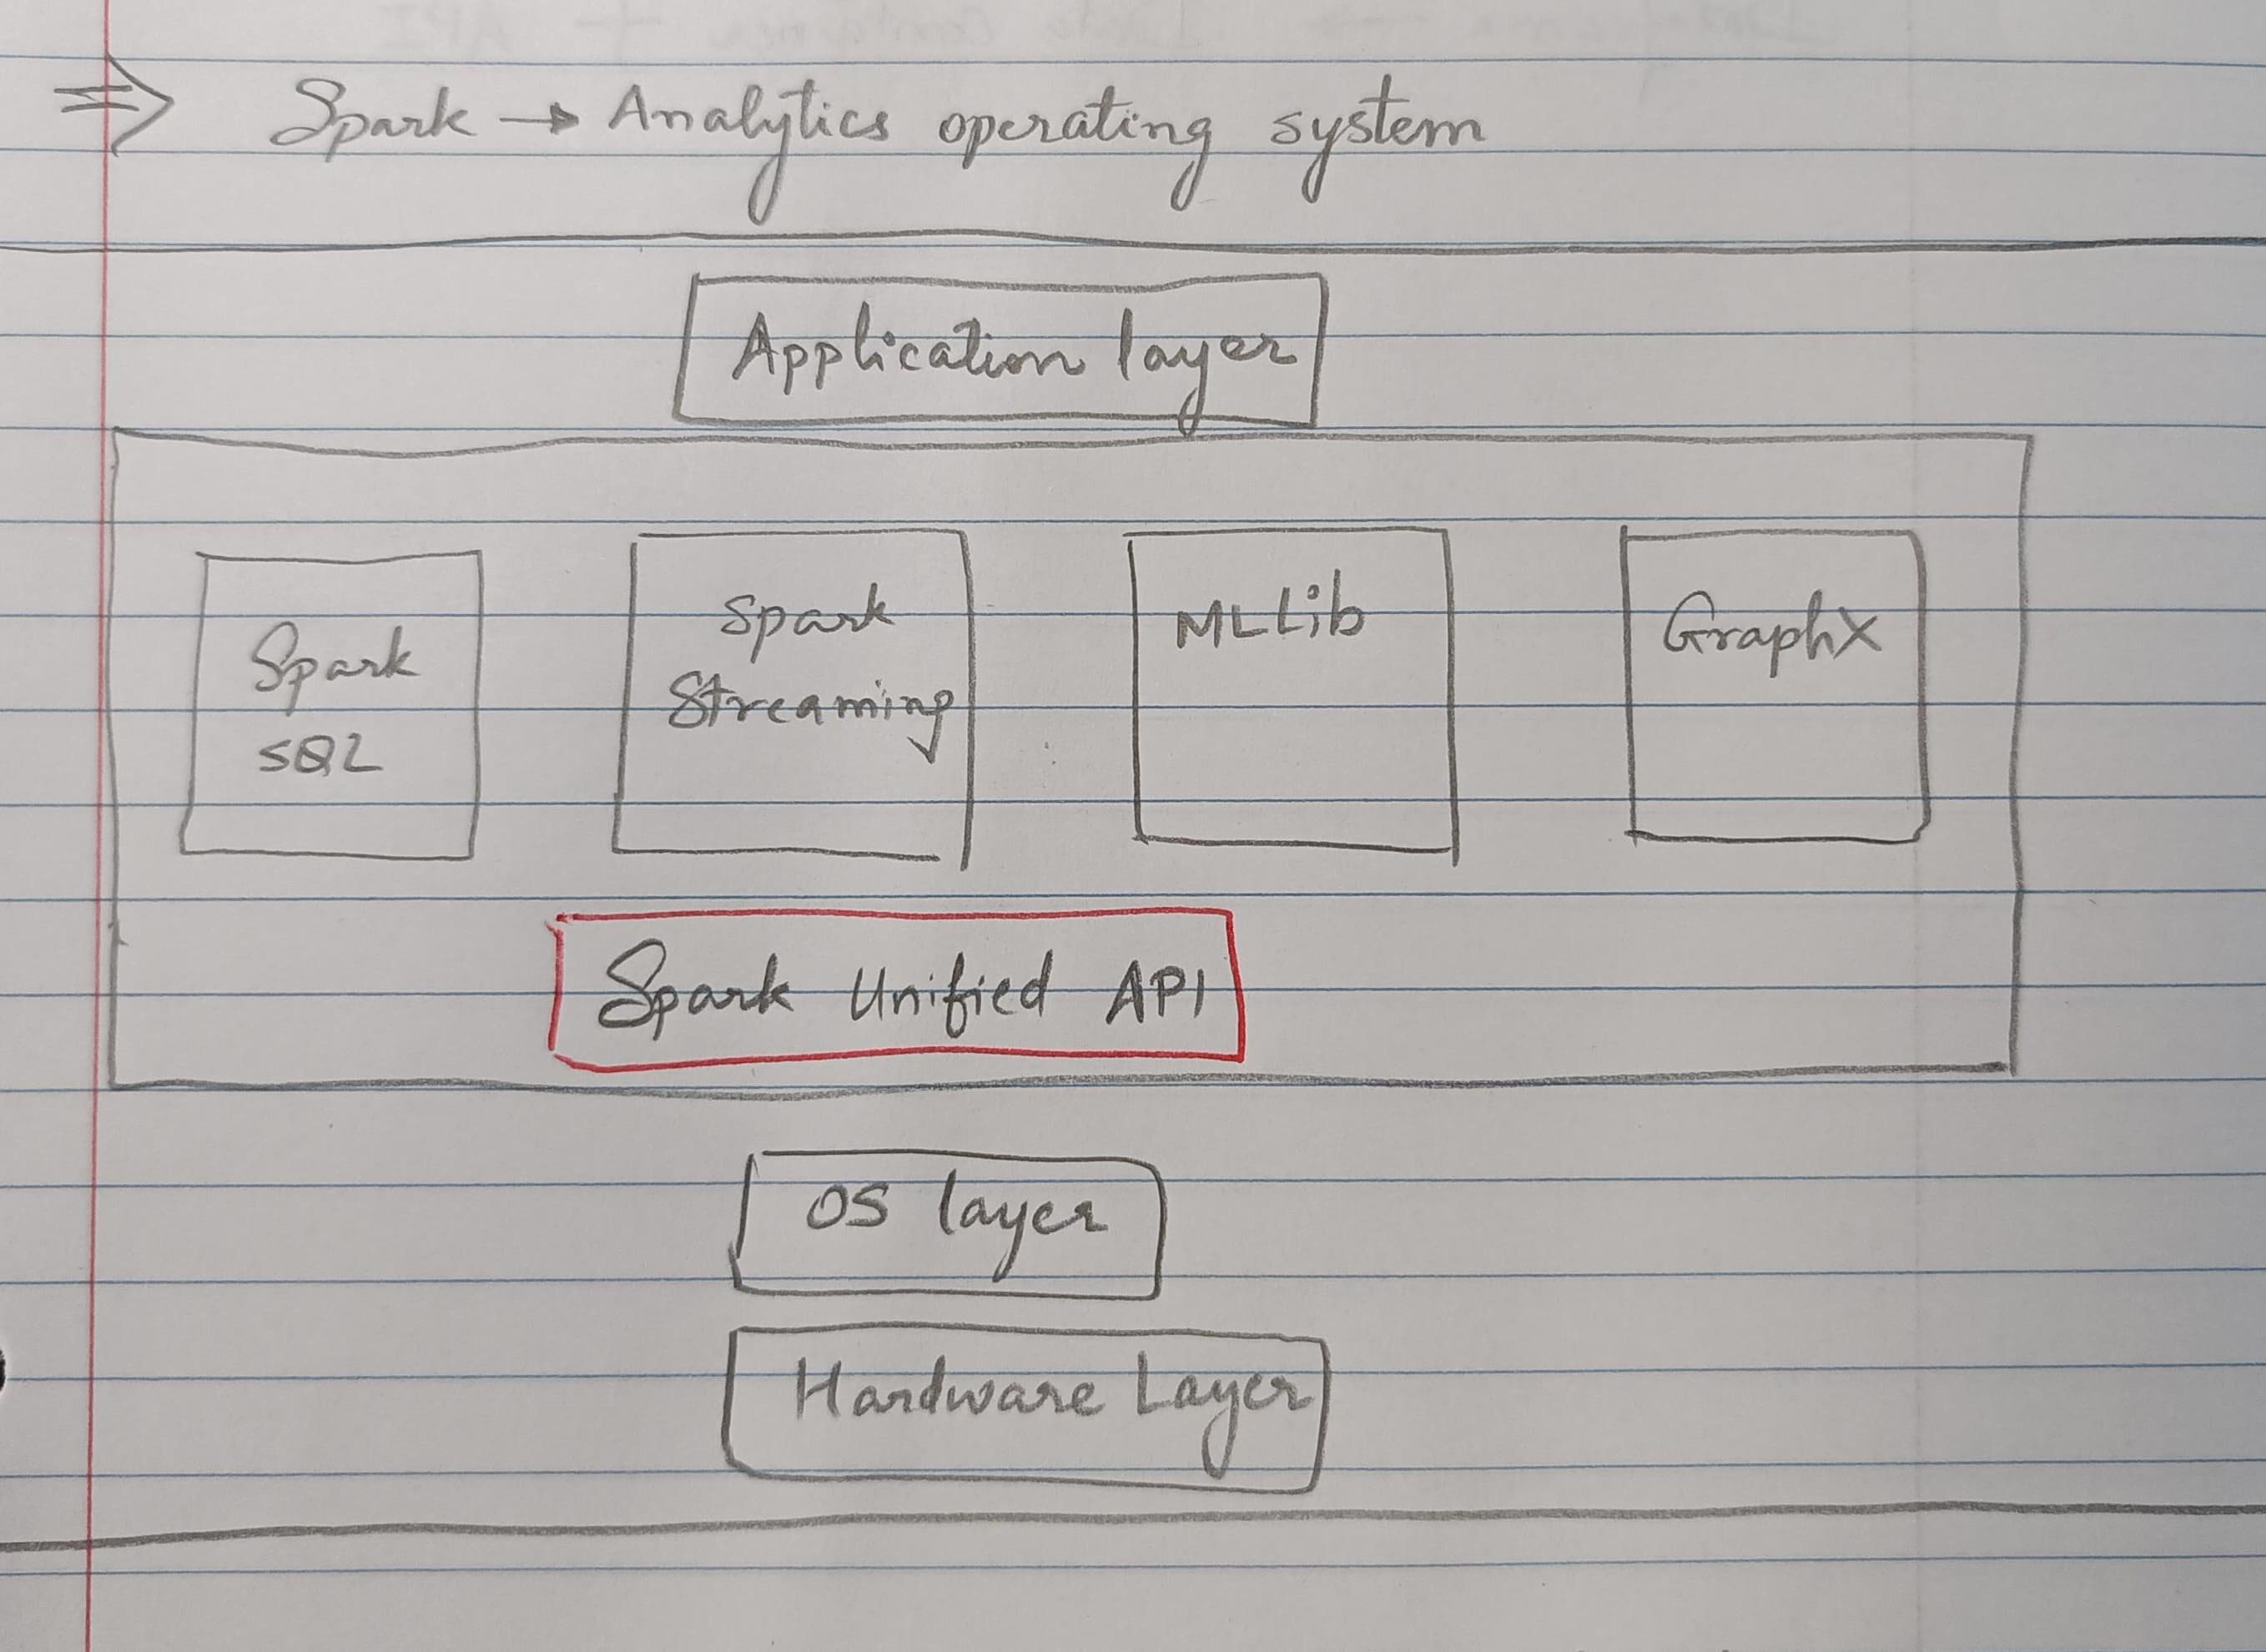 ⇒ Spark → Analytics operating system
Application layer
Spark
SQL
Spark
Streaming
MLLib
GraphX
Spark Unified API
OS layer
Hardware Layer